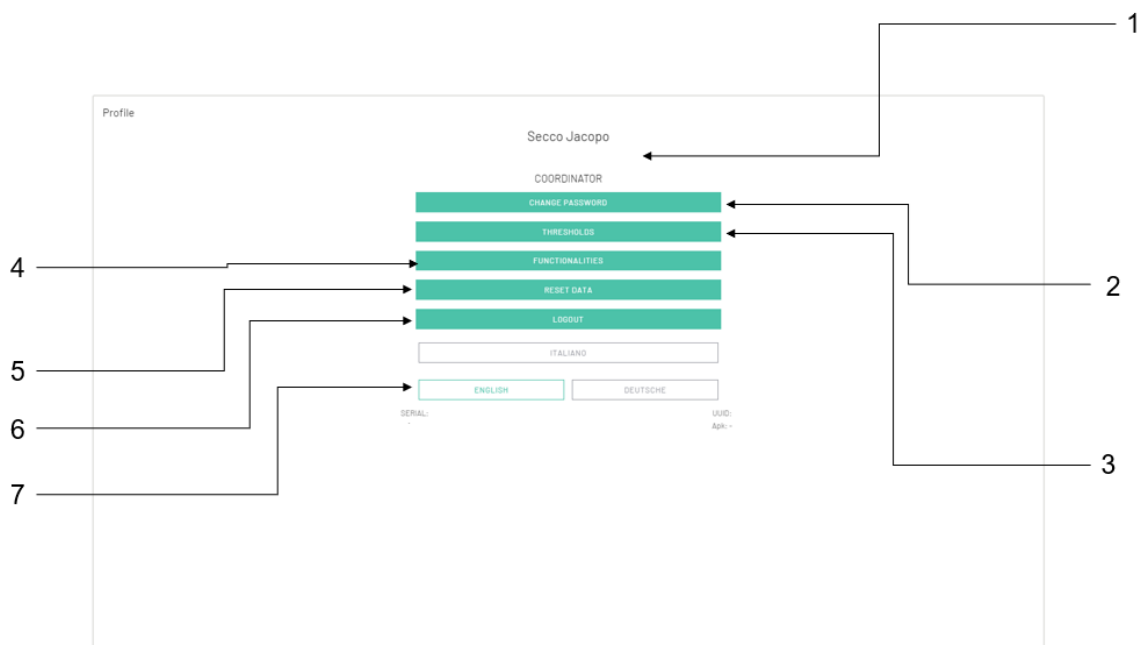 1
Profile
Secco Jacopo
COORDINATOR
CHANGE PASSWORD
THRESHOLDS
4
FUNCTIONALITIES
2
RESET DATA
LOGOUT
ITALIANO
5
ENGLISH DEUTSCHE
SERIAL: UUID:
- Apk: -
6
3
7